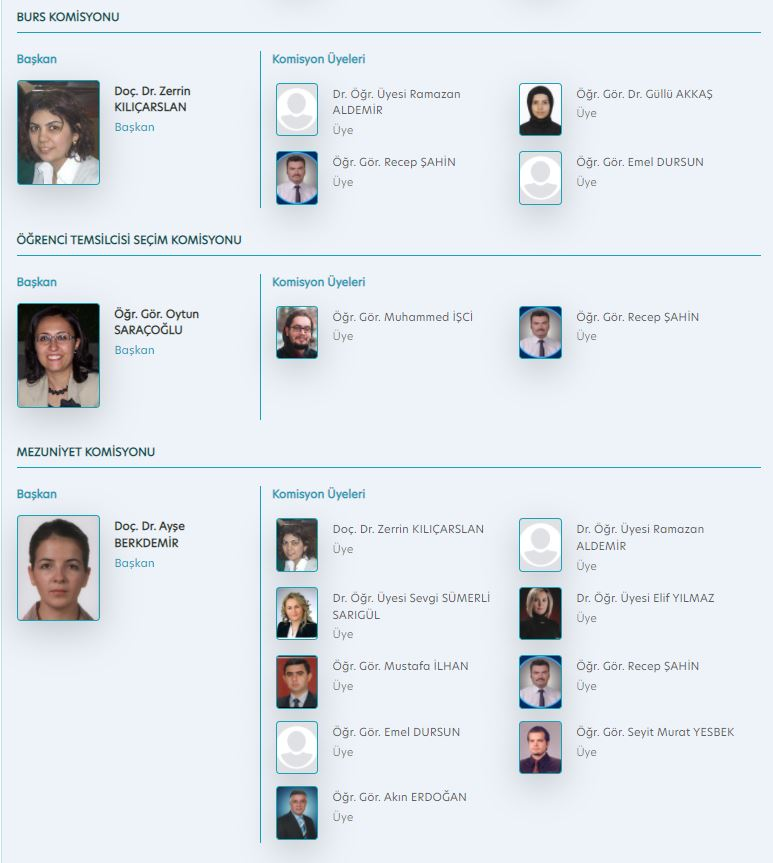 BURS KOMİSYONU
Başkan
Doç. Dr. Zerrin
KILIÇARSLAN
Başkan
Komisyon Üyeleri
Dr. Öğr. Üyesi Ramazan
ALDEMİR
Üye
Öğr. Gör. Dr. Güllü AKKAŞ
Üye
Öğr. Gör. Recep ŞAHİN
Üye
Öğr. Gör. Emel DURSUN
Üye
ÖĞRENCİ TEMSİLCİSİ SEÇİM KOMİSYONU
Başkan
Öğr. Gör. Oytun
SARAÇOĞLU
Başkan
Komisyon Üyeleri
Öğr. Gör. Muhammed İŞCİ
Üye
Öğr. Gör. Recep ŞAHİN
Üye
MEZUNİYET KOMİSYONU
Başkan
Doç. Dr. Ayşe
BERKDEMİR
Başkan
Komisyon Üyeleri
Doç. Dr. Zerrin KILIÇARSLAN
Üye
Dr. Öğr. Üyesi Ramazan
ALDEMİR
Üye
Dr. Öğr. Üyesi Sevgi SÜMERLİ
SARIGÜL
Üye
Dr. Öğr. Üyesi Elif YILMAZ
Üye
Öğr. Gör. Mustafa İLHAN
Üye
Öğr. Gör. Recep ŞAHİN
Üye
Öğr. Gör. Emel DURSUN
Üye
Öğr. Gör. Seyit Murat YESBEK
Üye
Öğr. Gör. Akın ERDOĞAN
Üye